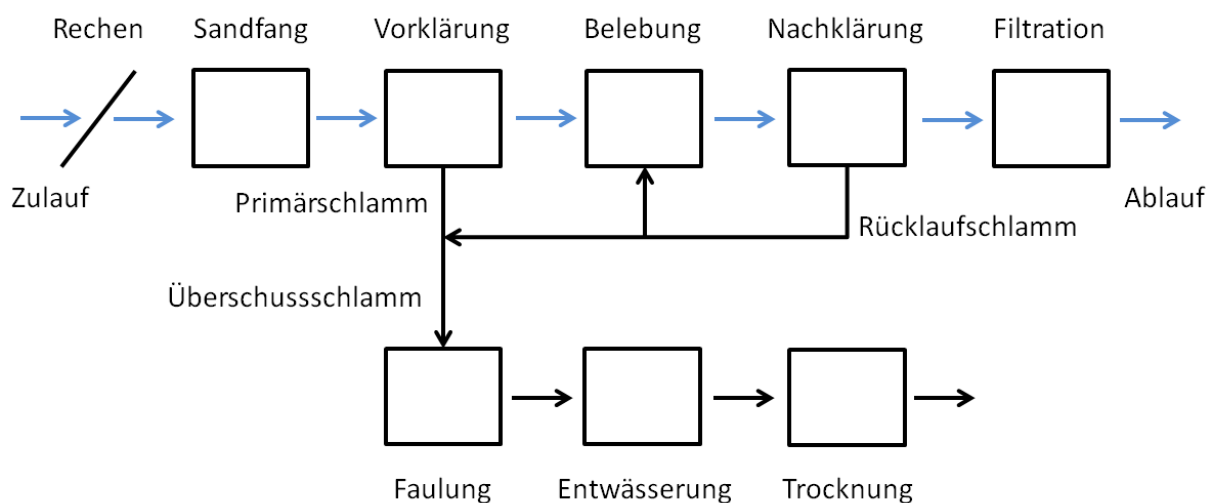 Rechen
Sandfang
Vorklärung
Belebung
Nachklärung
Filtration
Zulauf
Primärschlamm
Rücklaufschlamm
Ablauf
Überschussschlamm
Faulung
Entwässerung
Trocknung